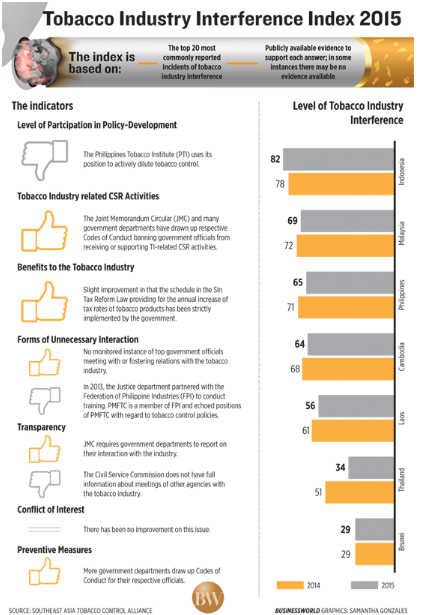 Tobacco Industry Interference Index 2015
The index is
based on:
The top 20 most
commonly reported
incidents of tobacco
industry interference
Publicly available evidence to
support each answer; in some
instances there may be no
evidence available
The indicators
Level of Partcipation in Policy-Development
The Philippines Tobacco Institute (PTI) uses its
position to actively dilute tobacco control.
Tobacco Industry related CSR Activities
The Joint Memorandum Circular (JMC) and many
government departments have drawn up respective
Codes of Conduct banning government officials from
receiving or supporting TI-related CSR activities.
Benefits to the Tobacco Industry
Slight improvement in that the schedule in the Sin
Tax Reform Law providing for the annual increase of
tax rates of tobacco products has been strictly
implemented by the government.
Forms of Unnecessary Interaction
No monitored instance of top government officials
meeting with or fostering relations with the tobacco
industry.
In 2013, the Justice department partnered with the
Federation of Philippine Industries (FPI) to conduct
training. PMFTC is a member of FPI and echoed positions
of PMFTC with regard to tobacco control policies.
Transparency
JMC requires government departments to report on
their interaction with the industry.
The Civil Service Commission does not have full
information about meetings of other agencies with
the tobacco industry.
Conflict of Interest
There has been no improvement on this issue.
Preventive Measures
More government departments draw up Codes of
Conduct for their respective officials.
Level of Tobacco Industry
Interference
82
78
Indonesia
69
72
Malaysia
65
71
Philippines
64
68
Cambodia
56
61
Laos
34
51
Thailand
29
29
Brunei
2014
2015
BW
SOURCE: SOUTHEAST ASIA TOBACCO CONTROL ALLIANCE
BUSINESSWORLD GRAPHICS: SAMANTHA GONZALES